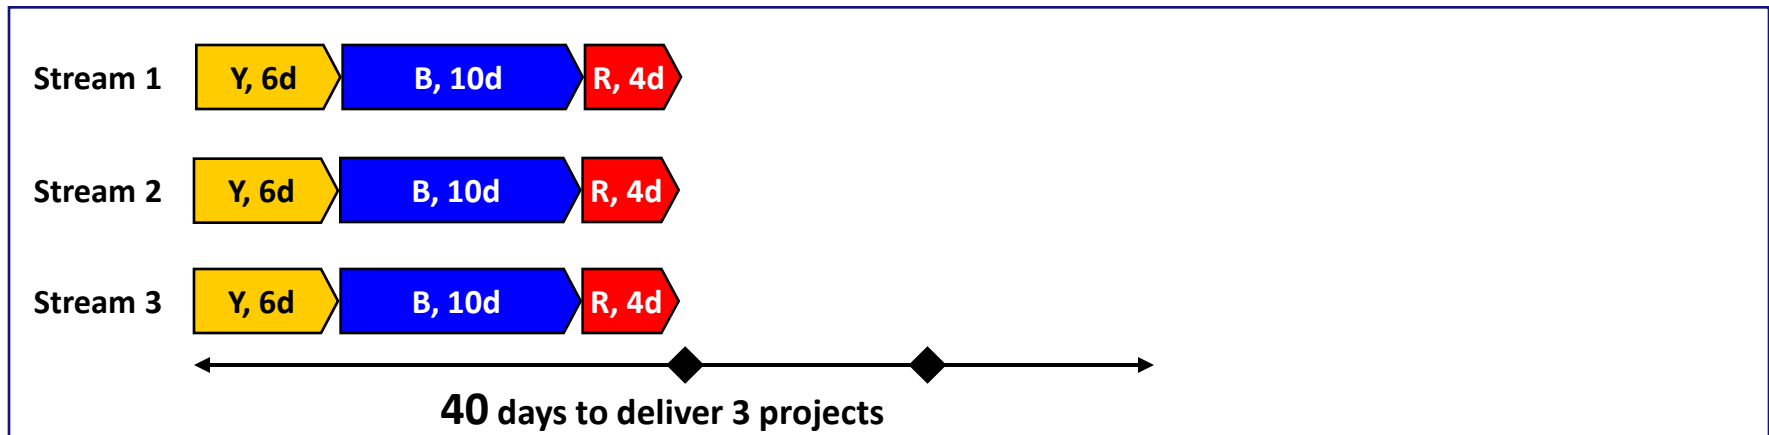 Stream 1 Y, 6d B, 10d R, 4d
Stream 2 Y, 6d B, 10d R, 4d
Stream 3 Y, 6d B, 10d R, 4d
40 days to deliver 3 projects